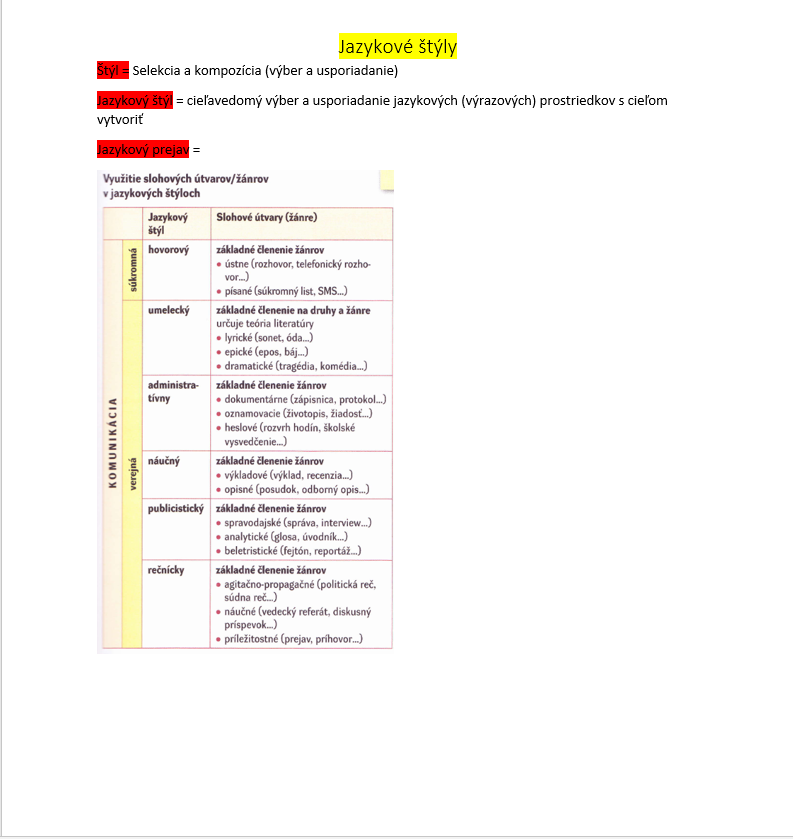 Jazykové štýly
Štýl = Selekcia a kompozícia (výber a usporiadanie)
Jazykový štýl = cieľavedomý výber a usporiadanie jazykových (výrazových) prostriedkov s cieľom
vytvoriť
Jazykový prejav =
Využitie slohových útvarov/žánrov
v jazykových štýloch
Jazykový
štýl
Slohové útvary (žánre)
KOMUNIKÁCIA
súkromná
hovorový
základné členenie žánrov
• ústne (rozhovor, telefonický rozho-
vor...)
• písané (súkromný list, SMS...)
verejná
umelecký
základné členenie na druhy a žánre
určuje teória literatúry
• lyrické (sonet, óda...)
• epické (epos, báj...)
• dramatické (tragédia, komédia...)
administra-
tívny
základné členenie žánrov
• dokumentárne (zápisnica, protokol...)
• oznamovacie (životopis, žiadosť...)
• heslové (rozvrh hodín, školské
vysvedčenie...)
náučný
základné členenie žánrov
• výkladové (výklad, recenzia...)
• opisné (posudok, odborný opis...)
publicistický
základné členenie žánrov
• spravodajské (správa, interview...)
• analytické (glosa, úvodník...)
• beletristické (fejtón, reportáž...)
rečnícky
základné členenie žánrov
• agitačno-propagačné (politická reč,
súdna reč...)
• náučné (vedecký referát, diskusný
príspevok...)
• príležitostné (prejav, príhovor...)